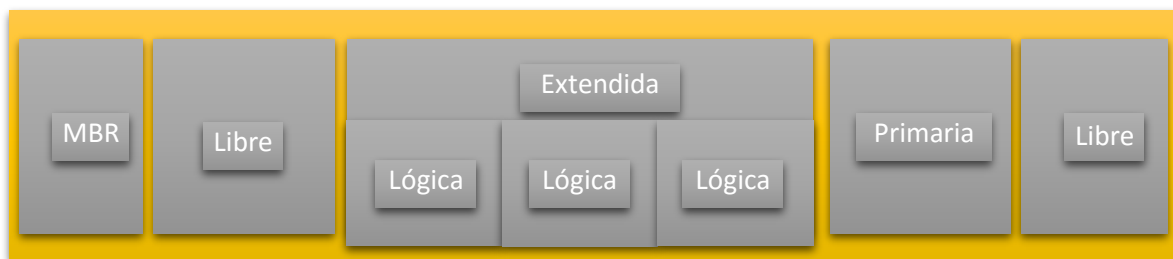 MBR
Libre
Extendida
Lógica
Lógica
Lógica
Primaria
Libre